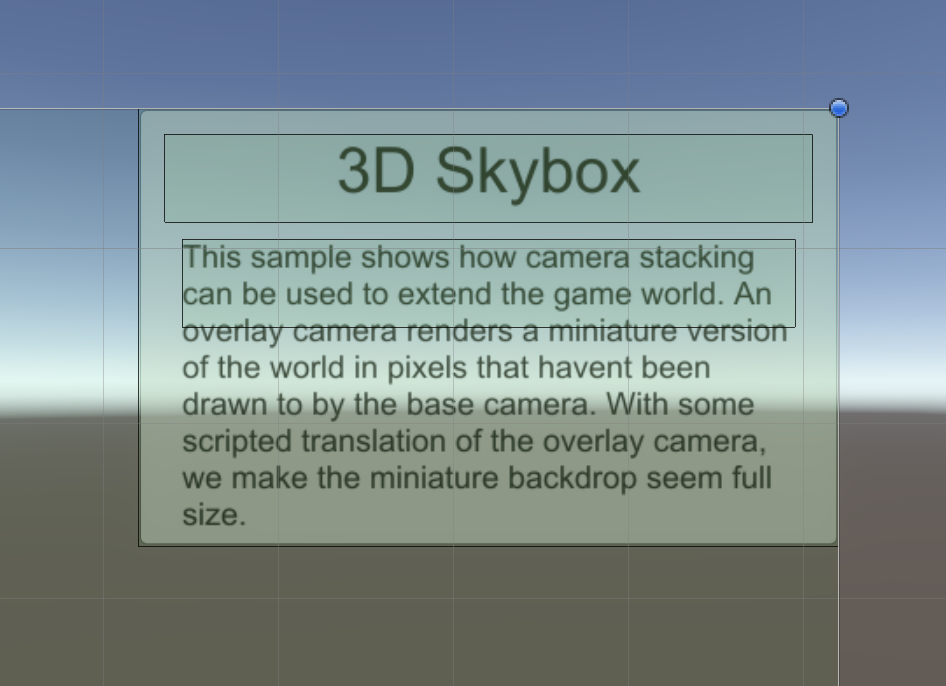 3D Skybox
This sample shows how camera stacking
can be used to extend the game world. An
overlay camera renders a miniature version
of the world in pixels that havent been
drawn to by the base camera. With some
scripted translation of the overlay camera,
we make the miniature backdrop seem full
size.